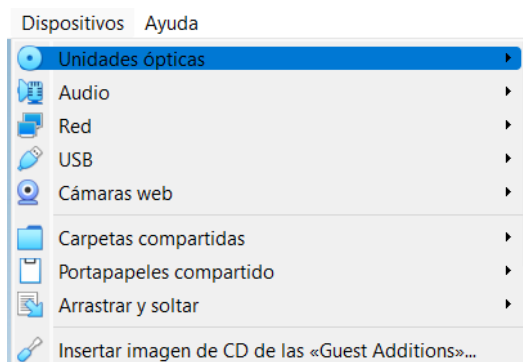 Dispositivos Ayuda
Unidades ópticas
Audio
Red
USB
Cámaras web
Carpetas compartidas
Portapapeles compartido
Arrastrar y soltar
Insertar imagen de CD de las «Guest Additions»...